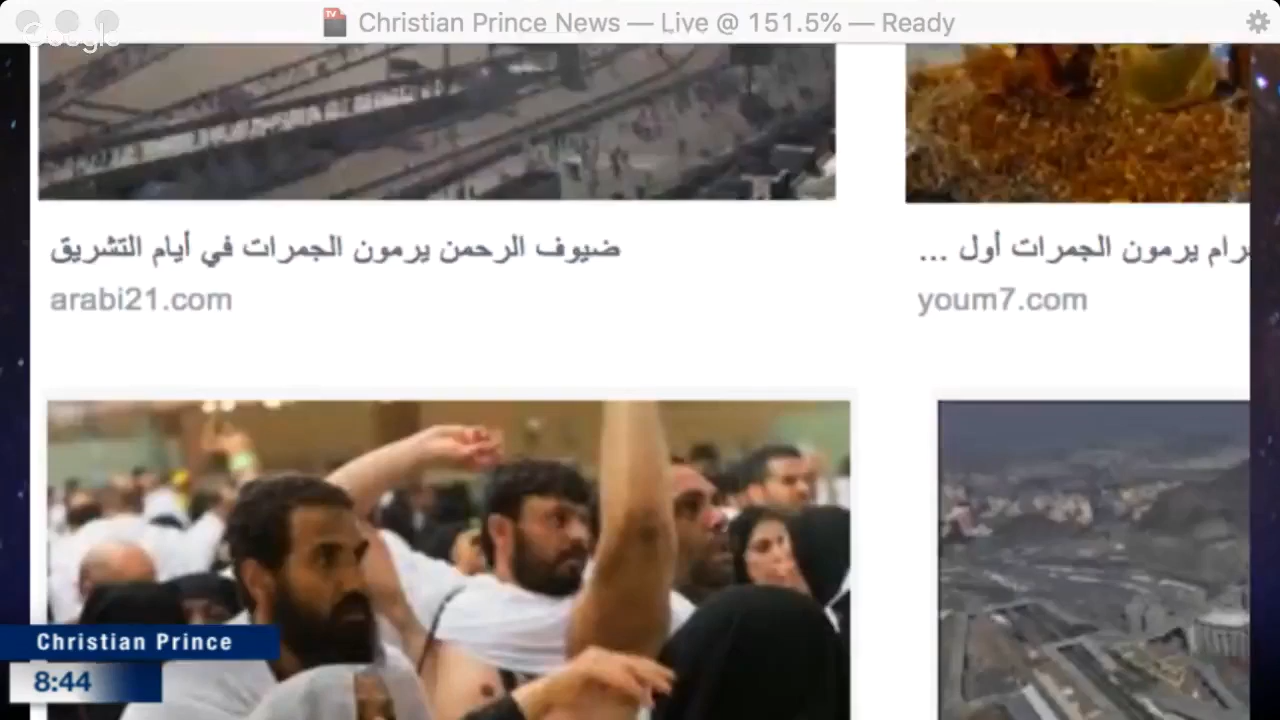 Christian Prince News — Live @ 151.5% — Ready
Google
ضيوف الرحمن يرمون الجمرات في أيام التشريق
arabi21.com
يرمون الجمرات أول ...
youm7.com
Christian Prince
8:44